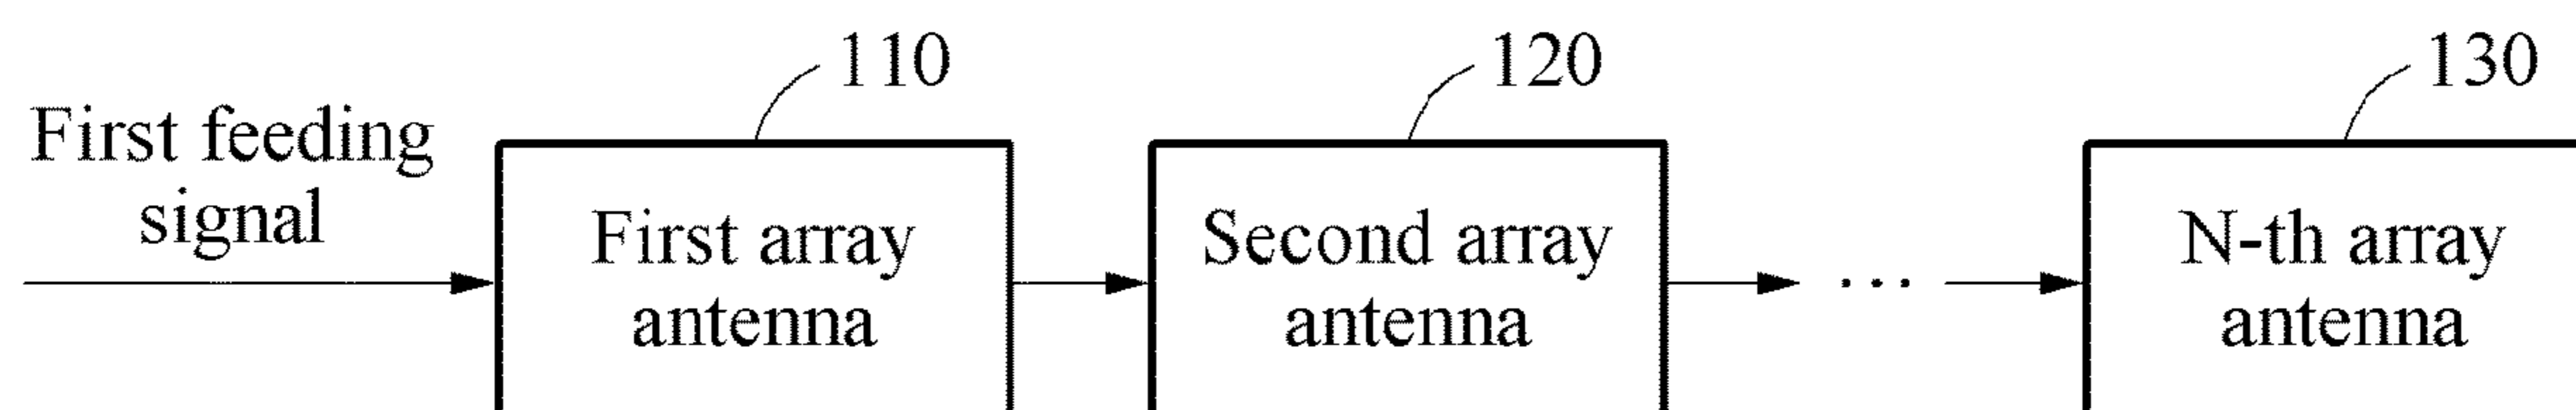 110
120
130
First feeding
signal
First array
antenna
Second array
antenna
...
N-th array
antenna